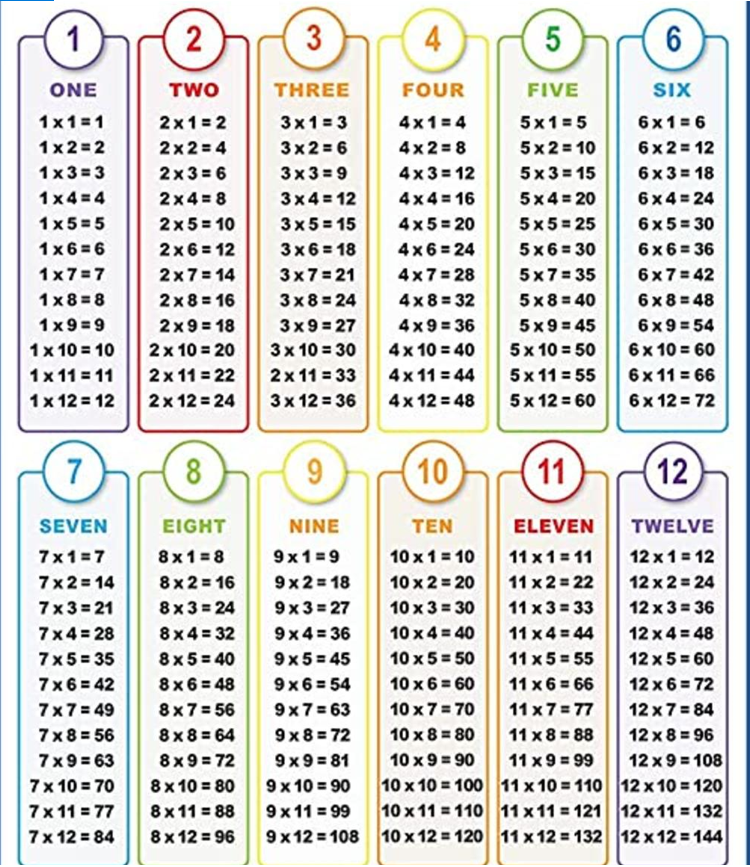 1
ONE
1 x 1 = 1
1 x 2 = 2
1 x 3 = 3
1 x 4 = 4
1 x 5 = 5
1 x 6 = 6
1 x 7 = 7
1 x 8 = 8
1 x 9 = 9
1 x 10 = 10
1 x 11 = 11
1 x 12 = 12
2
TWO
2 x 1 = 2
2 x 2 = 4
2 x 3 = 6
2 x 4 = 8
2 x 5 = 10
2 x 6 = 12
2 x 7 = 14
2 x 8 = 16
2 x 9 = 18
2 x 10 = 20
2 x 11 = 22
2 x 12 = 24
3
THREE
3 x 1 = 3
3 x 2 = 6
3 x 3 = 9
3 x 4 = 12
3 x 5 = 15
3 x 6 = 18
3 x 7 = 21
3 x 8 = 24
3 x 9 = 27
3 x 10 = 30
2 x 11 = 33
3 x 12 = 36
4
FOUR
4 x 1 = 4
4 x 2 = 8
4 x 3 = 12
4 x 4 = 16
4 x 5 = 20
4 x 6 = 24
4 x 7 = 28
4 x 8 = 32
4 x 9 = 36
4 x 10 = 40
4 x 11 = 44
4 x 12 = 48
5
FIVE
5 x 1 = 5
5 x 2 = 10
5 x 3 = 15
5 x 4 = 20
5 x 5 = 25
5 x 6 = 30
5 x 7 = 35
5 x 8 = 40
5 x 9 = 45
5 x 10 = 50
5 x 11 = 55
5 x 12 = 60
6
SIX
6 x 1 = 6
6 x 2 = 12
6 x 3 = 18
6 x 4 = 24
6 x 5 = 30
6 x 6 = 36
6 x 7 = 42
6 x 8 = 48
6 x 9 = 54
6 x 10 = 60
6 x 11 = 66
6 x 12 = 72
7
SEVEN
7 x 1 = 7
7 x 2 = 14
7 x 3 = 21
7 x 4 = 28
7 x 5 = 35
7 x 6 = 42
7 x 7 = 49
7 x 8 = 56
7 x 9 = 63
7 x 10 = 70
7 x 11 = 77
7 x 12 = 84
8
EIGHT
8 x 1 = 8
8 x 2 = 16
8 x 3 = 24
8 x 4 = 32
8 x 5 = 40
8 x 6 = 48
8 x 7 = 56
8 x 8 = 64
8 x 9 = 72
8 x 10 = 80
8 x 11 = 88
8 x 12 = 96
9
NINE
9 x 1 = 9
9 x 2 = 18
9 x 3 = 27
9 x 4 = 36
9 x 5 = 45
9 x 6 = 54
9 x 7 = 63
9 x 8 = 72
9 x 9 = 81
9 x 10 = 90
9 x 11 = 99
9 x 12 = 108
10
TEN
10 x 1 = 10
10 x 2 = 20
10 x 3 = 30
10 x 4 = 40
10 x 5 = 50
10 x 6 = 60
10 x 7 = 70
10 x 8 = 80
10 x 9 = 90
10 x 10 = 100
10 x 11 = 110
10 x 12 = 120
11
ELEVEN
11 x 1 = 11
11 x 2 = 22
11 x 3 = 33
11 x 4 = 44
11 x 5 = 55
11 x 6 = 66
11 x 7 = 77
11 x 8 = 88
11 x 9 = 99
11 x 10 = 110
11 x 11 = 121
11 x 12 = 132
12
TWELVE
12 x 1 = 12
12 x 2 = 24
12 x 3 = 36
12 x 4 = 48
12 x 5 = 60
12 x 6 = 72
12 x 7 = 84
12 x 8 = 96
12 x 9 = 108
12 x 10 = 120
12 x 11 = 132
12 x 12 = 144